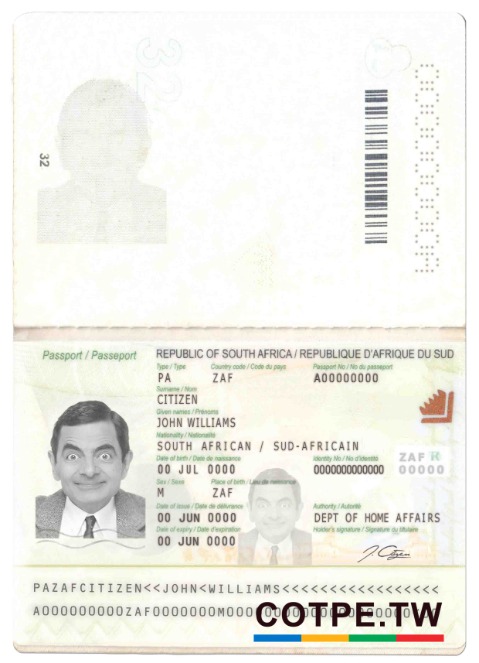 32
32
Passport / Passeport
REPUBLIC OF SOUTH AFRICA / REPUBLIQUE D'AFRIQUE DU SUD
Type / Type Country code / Code du pays Passport No / No du passeport
PA ZAF A00000000
Surname / Nom
CITIZEN
Given names / Prénoms
JOHN WILLIAMS
Nationality / Nationalité
SOUTH AFRICAN / SUD-AFRICAIN
Date of birth / Date de naissance Identity No / No d'identité
00 JUL 0000 0000000000000
ZAF R
00000
Sex / Sexe Place of birth / Lieu de naissance
M ZAF
Date of issue / Date de délivrance Authority / Autorité
00 JUN 0000 DEPT OF HOME AFFAIRS
Date of expiry / Date d'expiration Holder's signature / Signature du titulaire
00 JUN 0000
PAZAFCITIZEN<<JOHN<WILLIAMS<<<<<<<<<<<<<<<<<
A000000000ZAF0000000M000
COTPE.TW